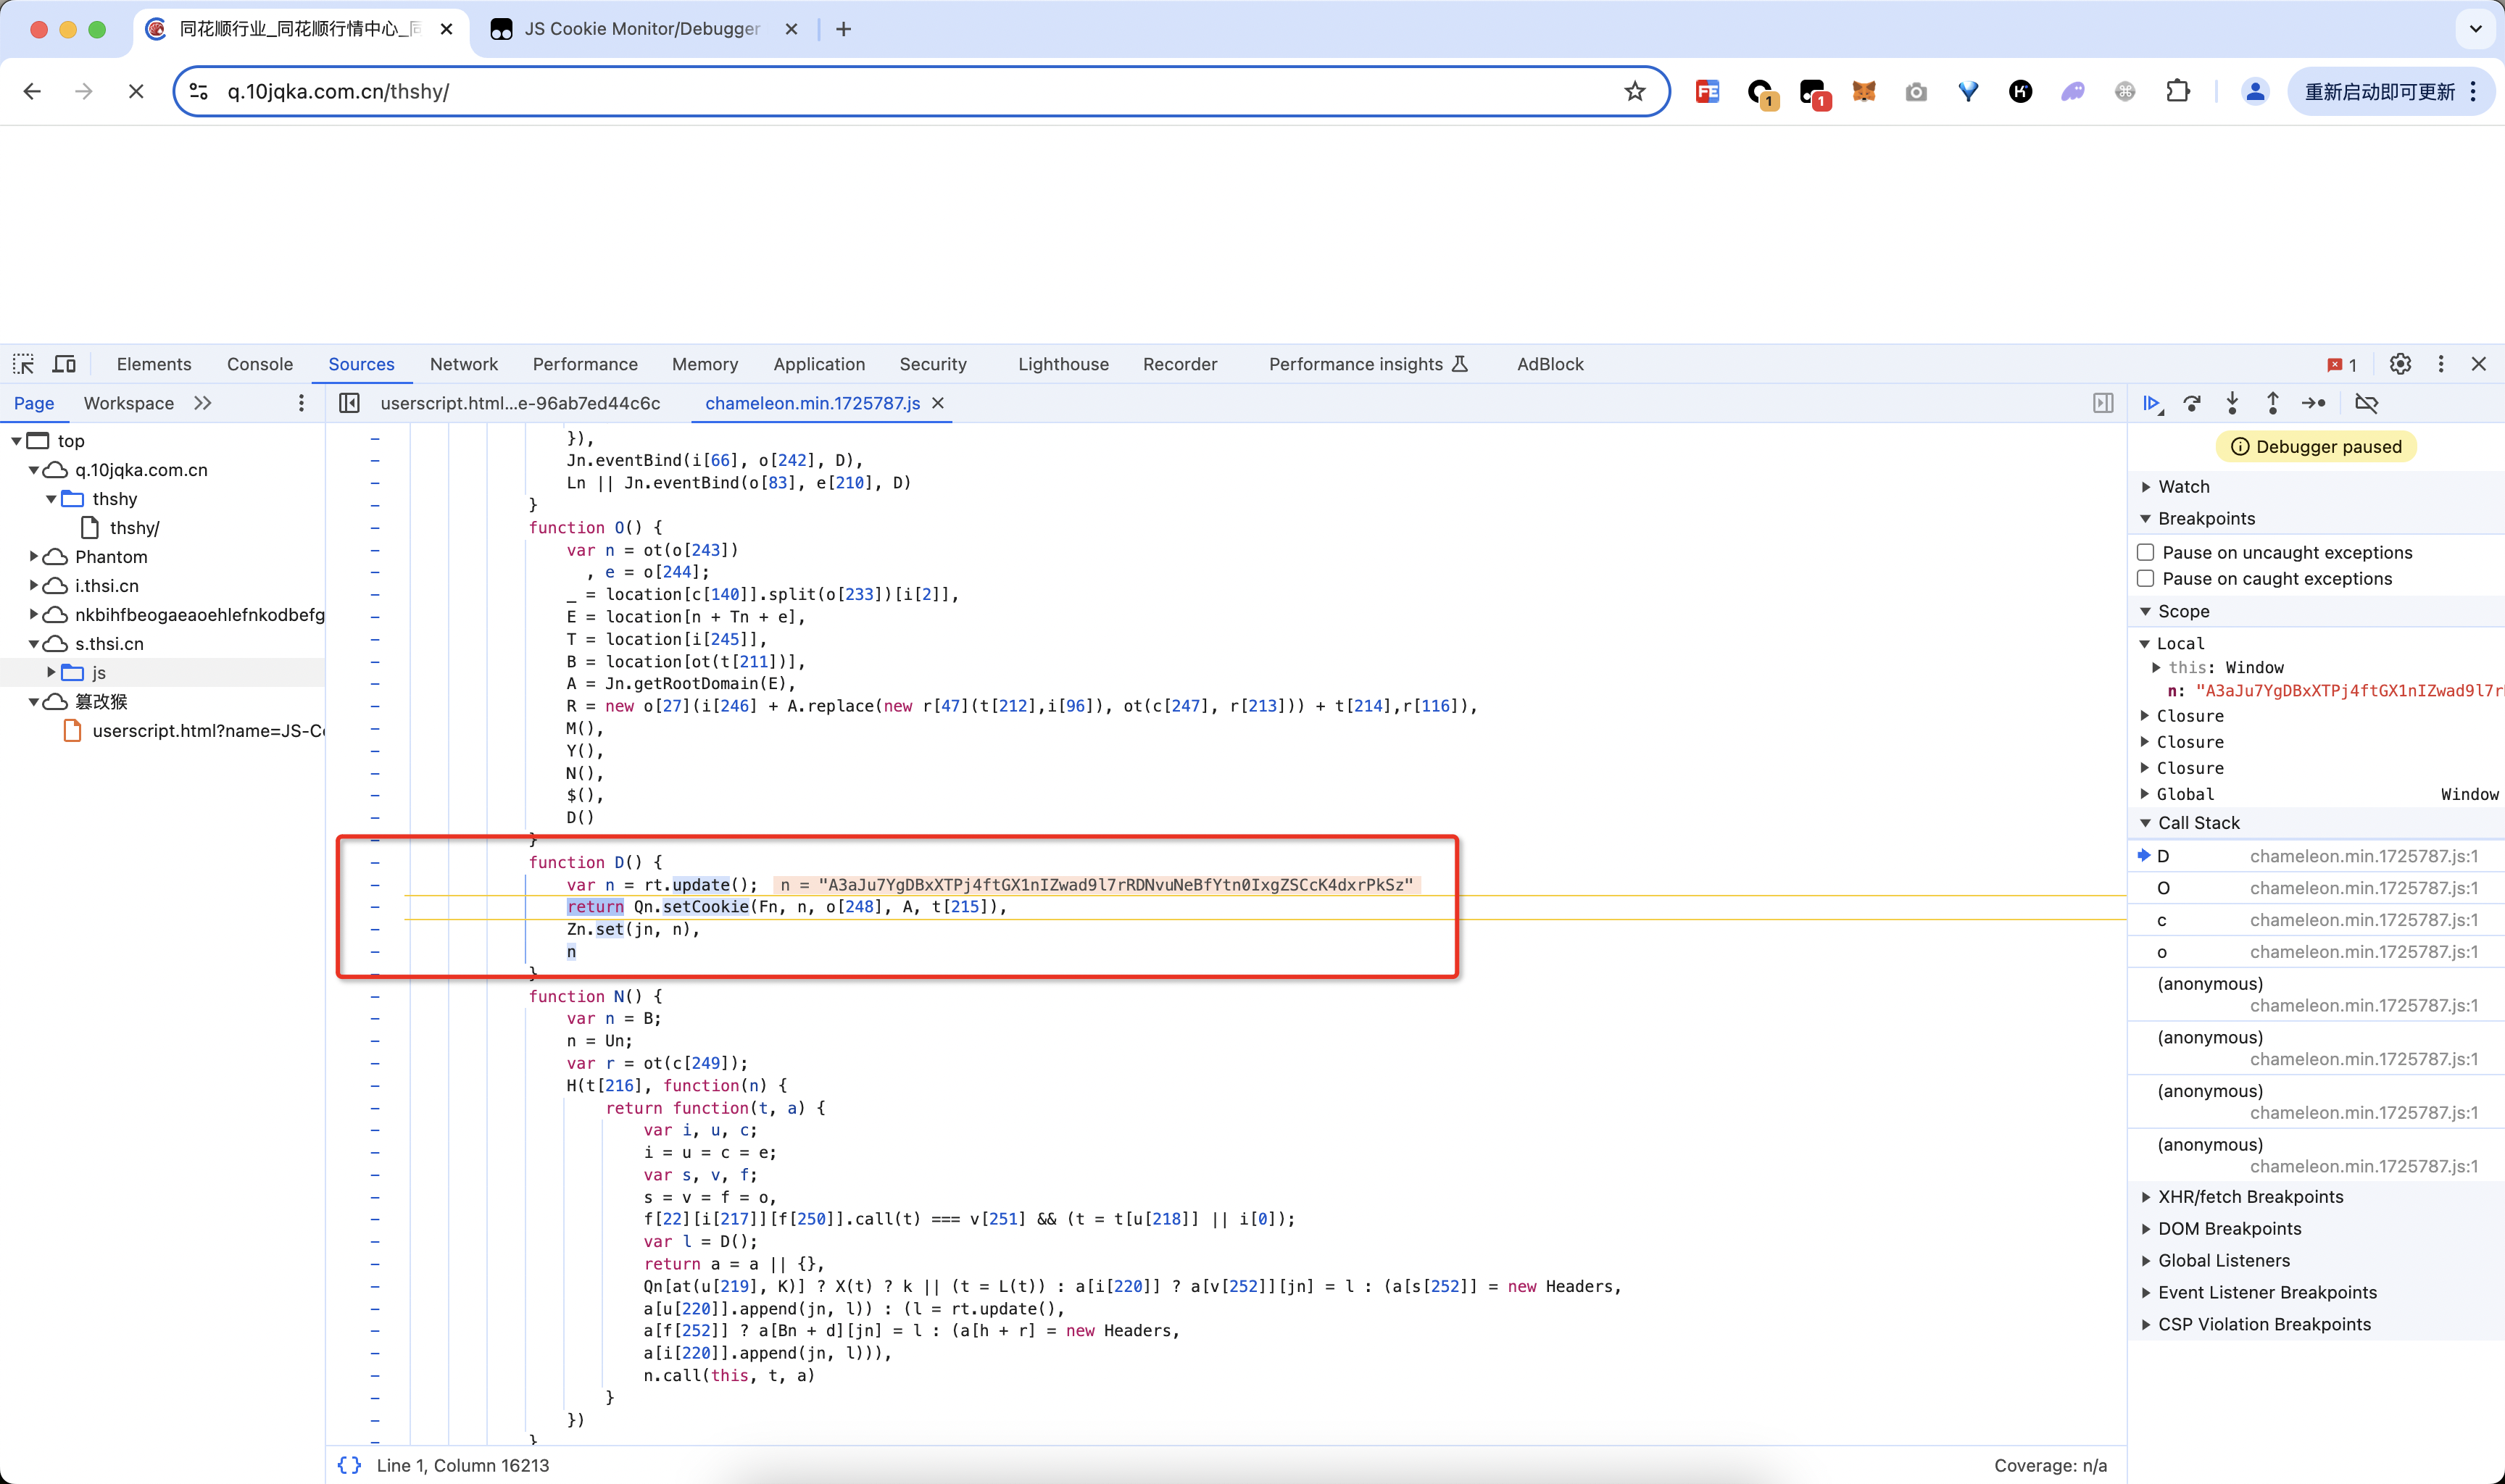 同花顺行业_同花顺行情中心_同
JS Cookie Monitor/Debugger
q.10jqka.com.cn/thshy/
FE
1
1
重新启动即可更新
Elements
Console
Sources
Network
Performance
Memory
Application
Security
Lighthouse
Recorder
Performance insights
AdBlock
1
Page
Workspace
userscript.html...e-96ab7ed44c6c
chameleon.min.1725787.js
top
q.10jqka.com.cn
thshy
thshy/
Phantom
i.thsi.cn
nkbihfbeogaeaoehlefnkodbefg
s.thsi.cn
js
篡改猴
userscript.html?name=JS-Co
}),
Jn.eventBind(i[66], o[242], D),
Ln || Jn.eventBind(o[83], e[210], D)
}
function O() {
var n = ot(o[243])
, e = o[244];
_ = location[c[140]].split(o[233])[i[2]],
E = location[n + Tn + e],
T = location[i[245]],
B = location[ot(t[211])],
A = Jn.getRootDomain(E),
R = new o[27](i[246] + A.replace(new r[47](t[212],i[96]), ot(c[247], r[213])) + t[214],r[116]),
M(),
Y(),
N(),
$(),
D()
}
function D() {
var n = rt.update(); n = "A3aJu7YgDBxXTPj4ftGX1nIZwad9l7rRDNvuNeBfYtn0IxgZSCcK4dxrPkSz"
return Qn.setCookie(Fn, n, o[248], A, t[215]),
Zn.set(jn, n),
n
}
function N() {
var n = B;
n = Un;
var r = ot(c[249]);
H(t[216], function(n) {
return function(t, a) {
var i, u, c;
i = u = c = e;
var s, v, f;
s = v = f = o,
f[22][i[217]][f[250]].call(t) === v[251] && (t = t[u[218]] || i[0]);
var l = D();
return a = a || {},
Qn[at(u[219], K)] ? X(t) ? k || (t = L(t)) : a[i[220]] ? a[v[252]][jn] = l : (a[s[252]] = new Headers,
a[u[220]].append(jn, l)) : (l = rt.update(),
a[f[252]] ? a[Bn + d][jn] = l : (a[h + r] = new Headers,
a[i[220]].append(jn, l))),
n.call(this, t, a)
}
})
}
Line 1, Column 16213
Coverage: n/a
Debugger paused
Watch
Breakpoints
Pause on uncaught exceptions
Pause on caught exceptions
Scope
Local
this: Window
n: "A3aJu7YgDBxXTPj4ftGX1nIZwad9l7r
Closure
Closure
Closure
Global Window
Call Stack
D chameleon.min.1725787.js:1
O chameleon.min.1725787.js:1
c chameleon.min.1725787.js:1
o chameleon.min.1725787.js:1
(anonymous)
chameleon.min.1725787.js:1
(anonymous)
chameleon.min.1725787.js:1
(anonymous)
chameleon.min.1725787.js:1
(anonymous)
chameleon.min.1725787.js:1
XHR/fetch Breakpoints
DOM Breakpoints
Global Listeners
Event Listener Breakpoints
CSP Violation Breakpoints